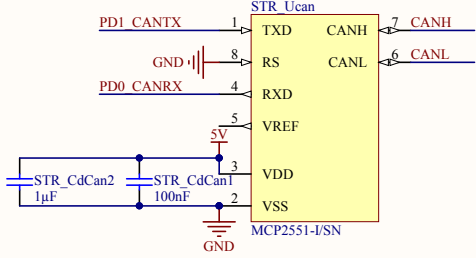 STR_Ucan
PD1_CANTX 1 TXD CANH 7 CANH
GND 8 RS CANL 6 CANL
PD0_CANRX 4 RXD
5 VREF
5V
3 VDD
STR_CdCan2 STR_CdCan1
1µF 100nF
2 VSS
GND MCP2551-I/SN